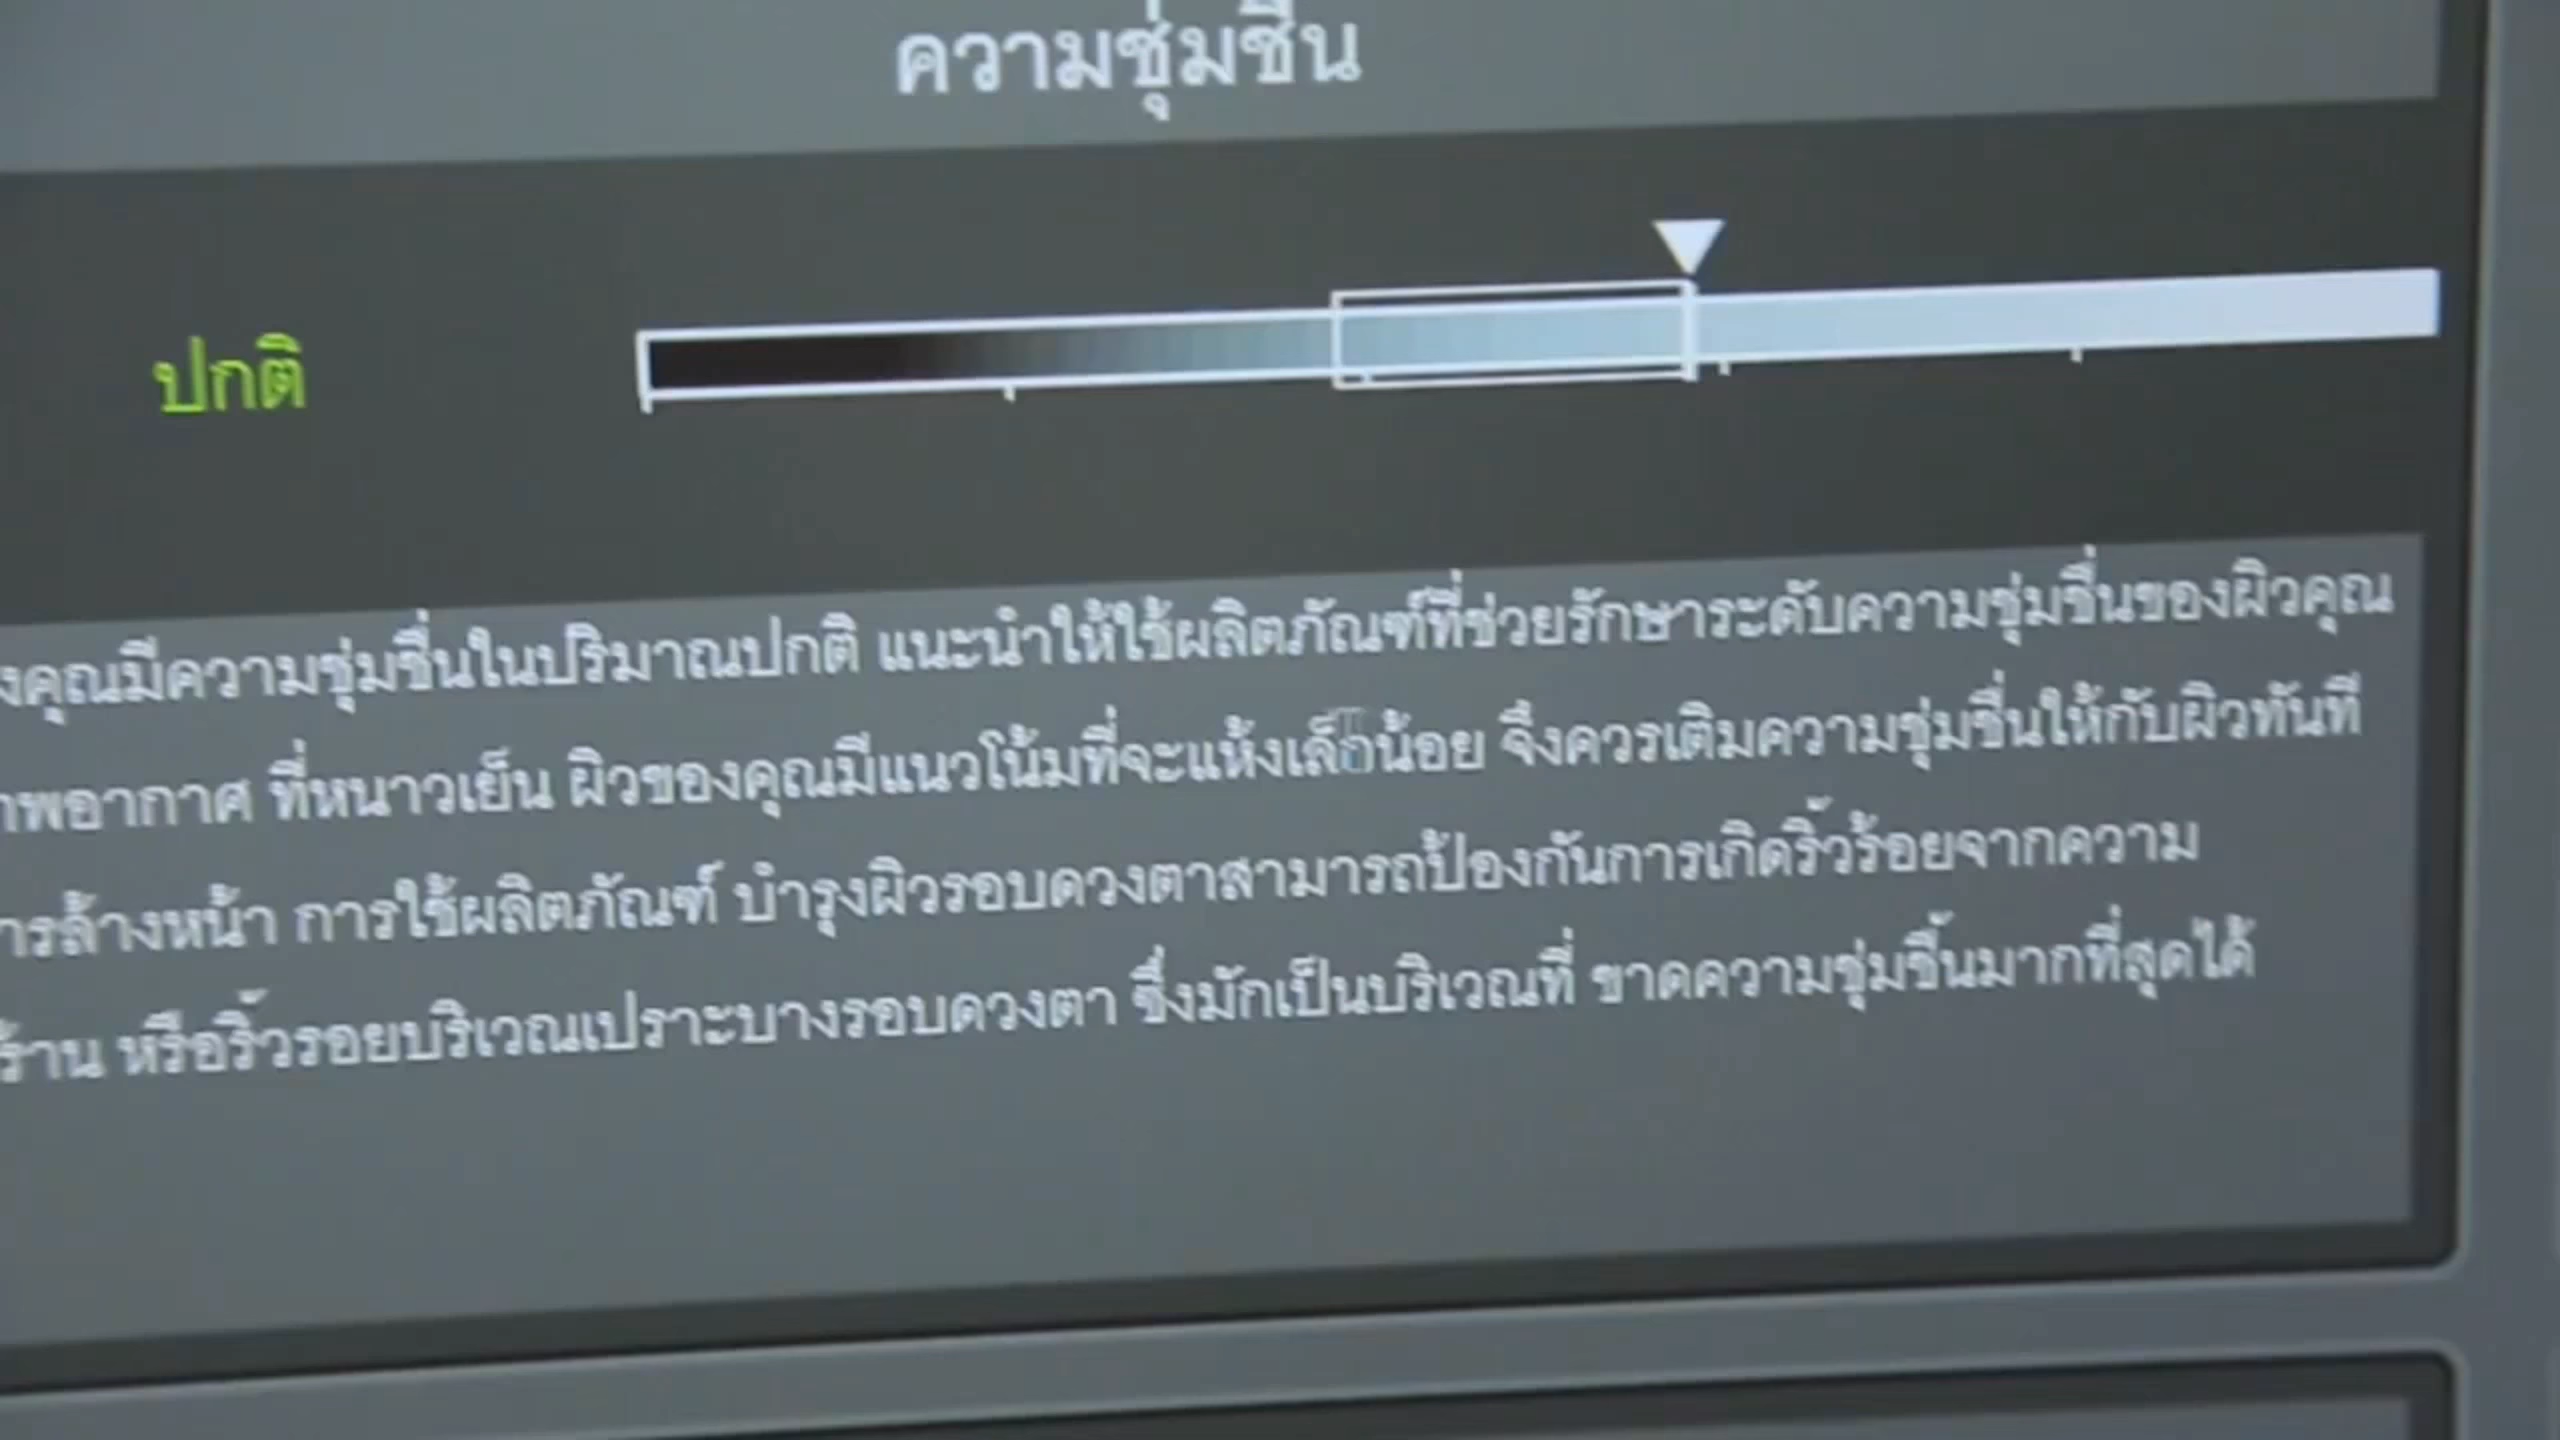 ความชุ่มชื่น
ปกติ
งคุณมีความชุ่มชื่นในปริมาณปกติ แนะนำให้ใช้ผลิตภัณฑ์ที่ช่วยรักษาระดับความชุ่มชื่นของผิวคุณ
าพอากาศ ที่หนาวเย็น ผิวของคุณมีแนวโน้มที่จะแห้งเล็กน้อย จึงควรเติมความชุ่มชื่นให้กับผิวทันที
ารล้างหน้า การใช้ผลิตภัณฑ์ บำรุงผิวรอบดวงตาสามารถป้องกันการเกิดริ้วร้อยจากความ
ร้าน หรือริ้วรอยบริเวณเปราะบางรอบดวงตา ซึ่งมักเป็นบริเวณที่ ขาดความชุ่มชื้นมากที่สุดได้